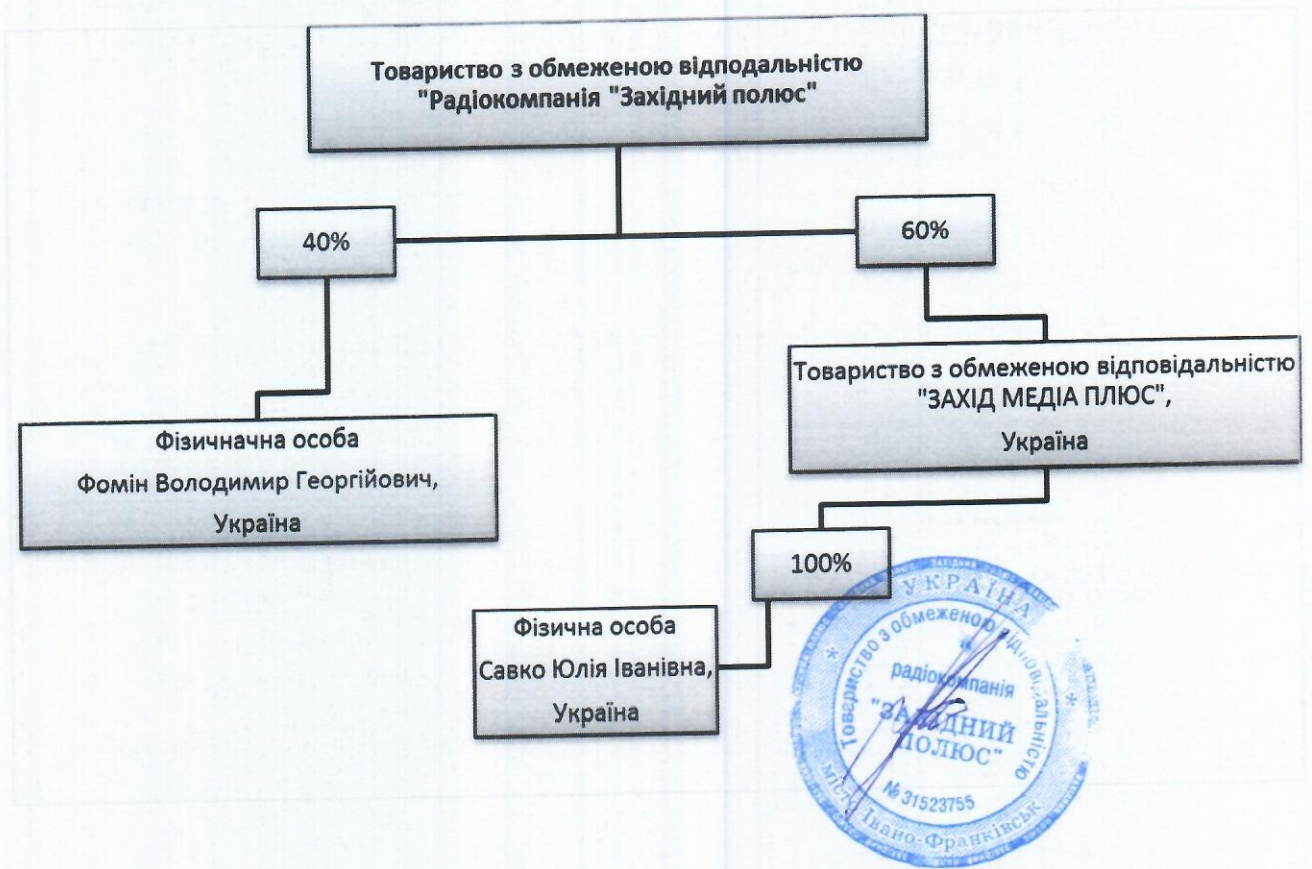 Товариство з обмеженою відподальністю
"Радіокомпанія "Західний полюс"
40%
60%
Товариство з обмеженою відповідальністю
"ЗАХІД МЕДІА ПЛЮС",
Україна
Фізичначна особа
Фомін Володимир Георгійович,
Україна
100%
Фізична особа
Савко Юлія Іванівна,
Україна
УКРАЇНА
Товариство з обмеженою відповідальністю
радіокомпанія
"ЗАХІДНИЙ
ПОЛЮС"
№ 31523755
місто Івано-Франківськ